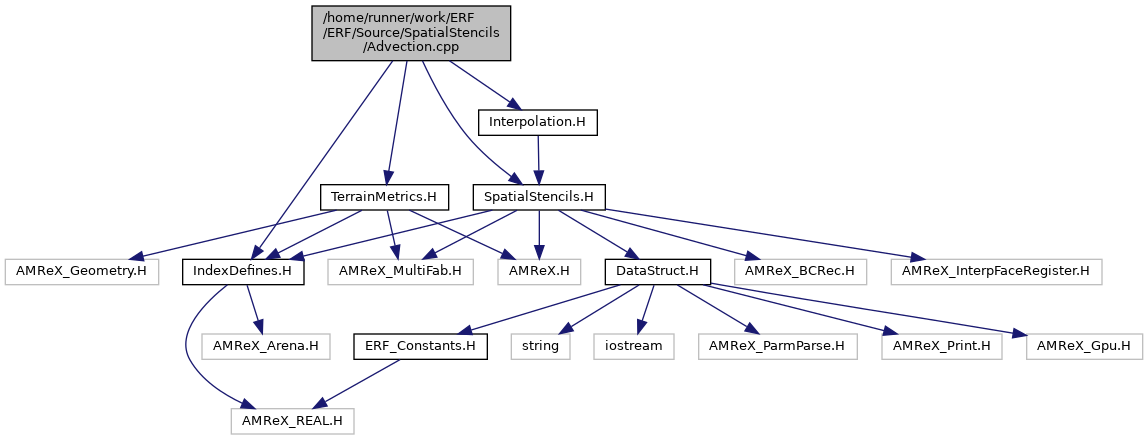 /home/runner/work/ERF
/ERF/Source/SpatialStencils
/Advection.cpp
Interpolation.H
TerrainMetrics.H
SpatialStencils.H
AMReX_Geometry.H
IndexDefines.H
AMReX_MultiFab.H
AMReX.H
DataStruct.H
AMReX_BCRec.H
AMReX_InterpFaceRegister.H
AMReX_Arena.H
ERF_Constants.H
string
iostream
AMReX_ParmParse.H
AMReX_Print.H
AMReX_Gpu.H
AMReX_REAL.H